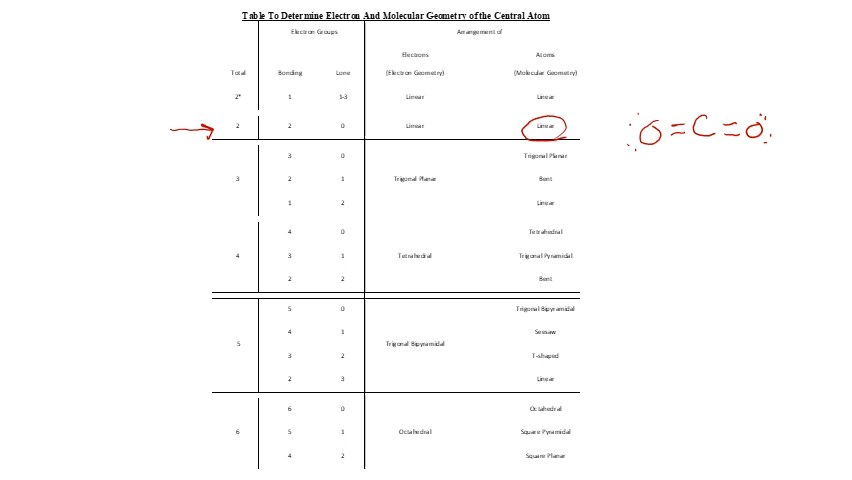 Table To Determine Electron And Molecular Geometry of the Central Atom
Electron Groups Arrangement of
Electrons Atoms
Total Bonding Lone (Electron Geometry) (Molecular Geometry)
2* 1 1-3 Linear Linear
2 2 0 Linear Linear
O=C=O
3 0 Trigonal Planar
3 2 1 Trigonal Planar Bent
1 2 Linear
4 0 Tetrahedral
4 3 1 Tetrahedral Trigonal Pyramidal
2 2 Bent
5 0 Trigonal Bipyramidal
4 1 Seesaw
5 Trigonal Bipyramidal
3 2 T-shaped
2 3 Linear
6 0 Octahedral
6 5 1 Octahedral Square Pyramidal
4 2 Square Planar